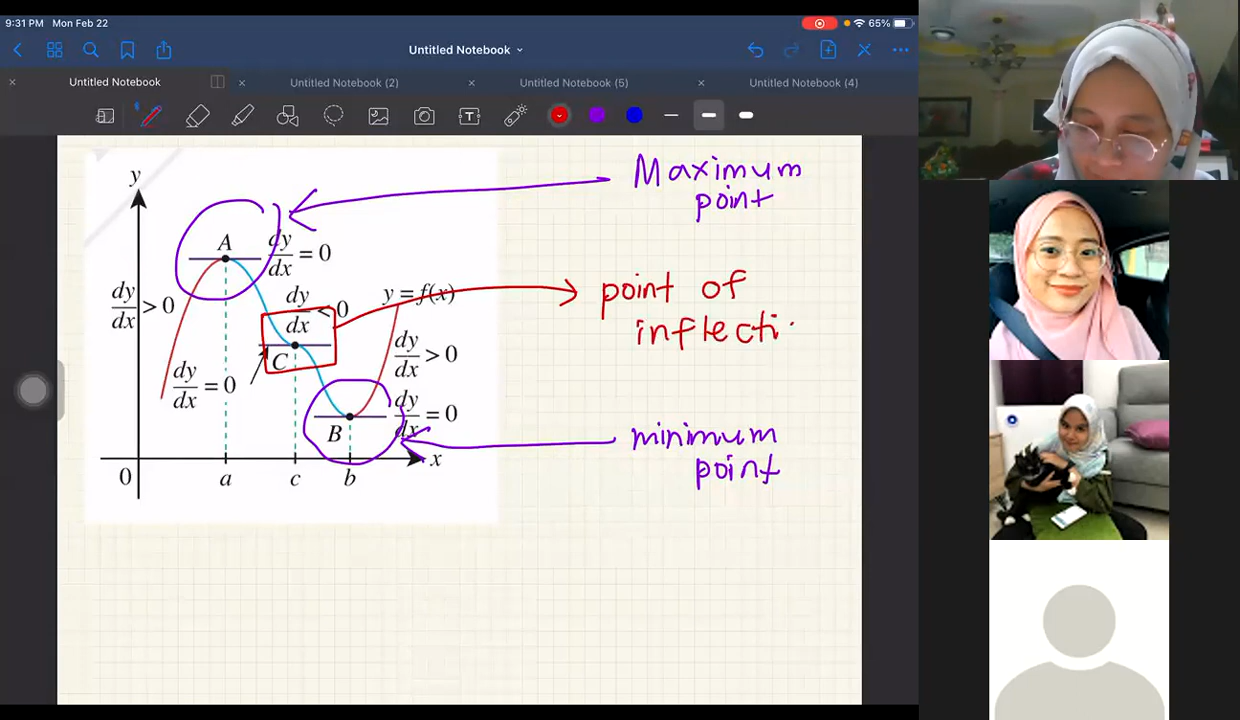 9:31 PM Mon Feb 22
65%
Untitled Notebook
Untitled Notebook
Untitled Notebook (2)
Untitled Notebook (5)
Untitled Notebook (4)
T
y
Maximum
point
A
dy/dx = 0
dy/dx > 0
dy/dx < 0
y = f(x)
point of
inflecti
C
dy/dx > 0
dy/dx = 0
dy/dx = 0
B
minimum
point
x
0
a
c
b